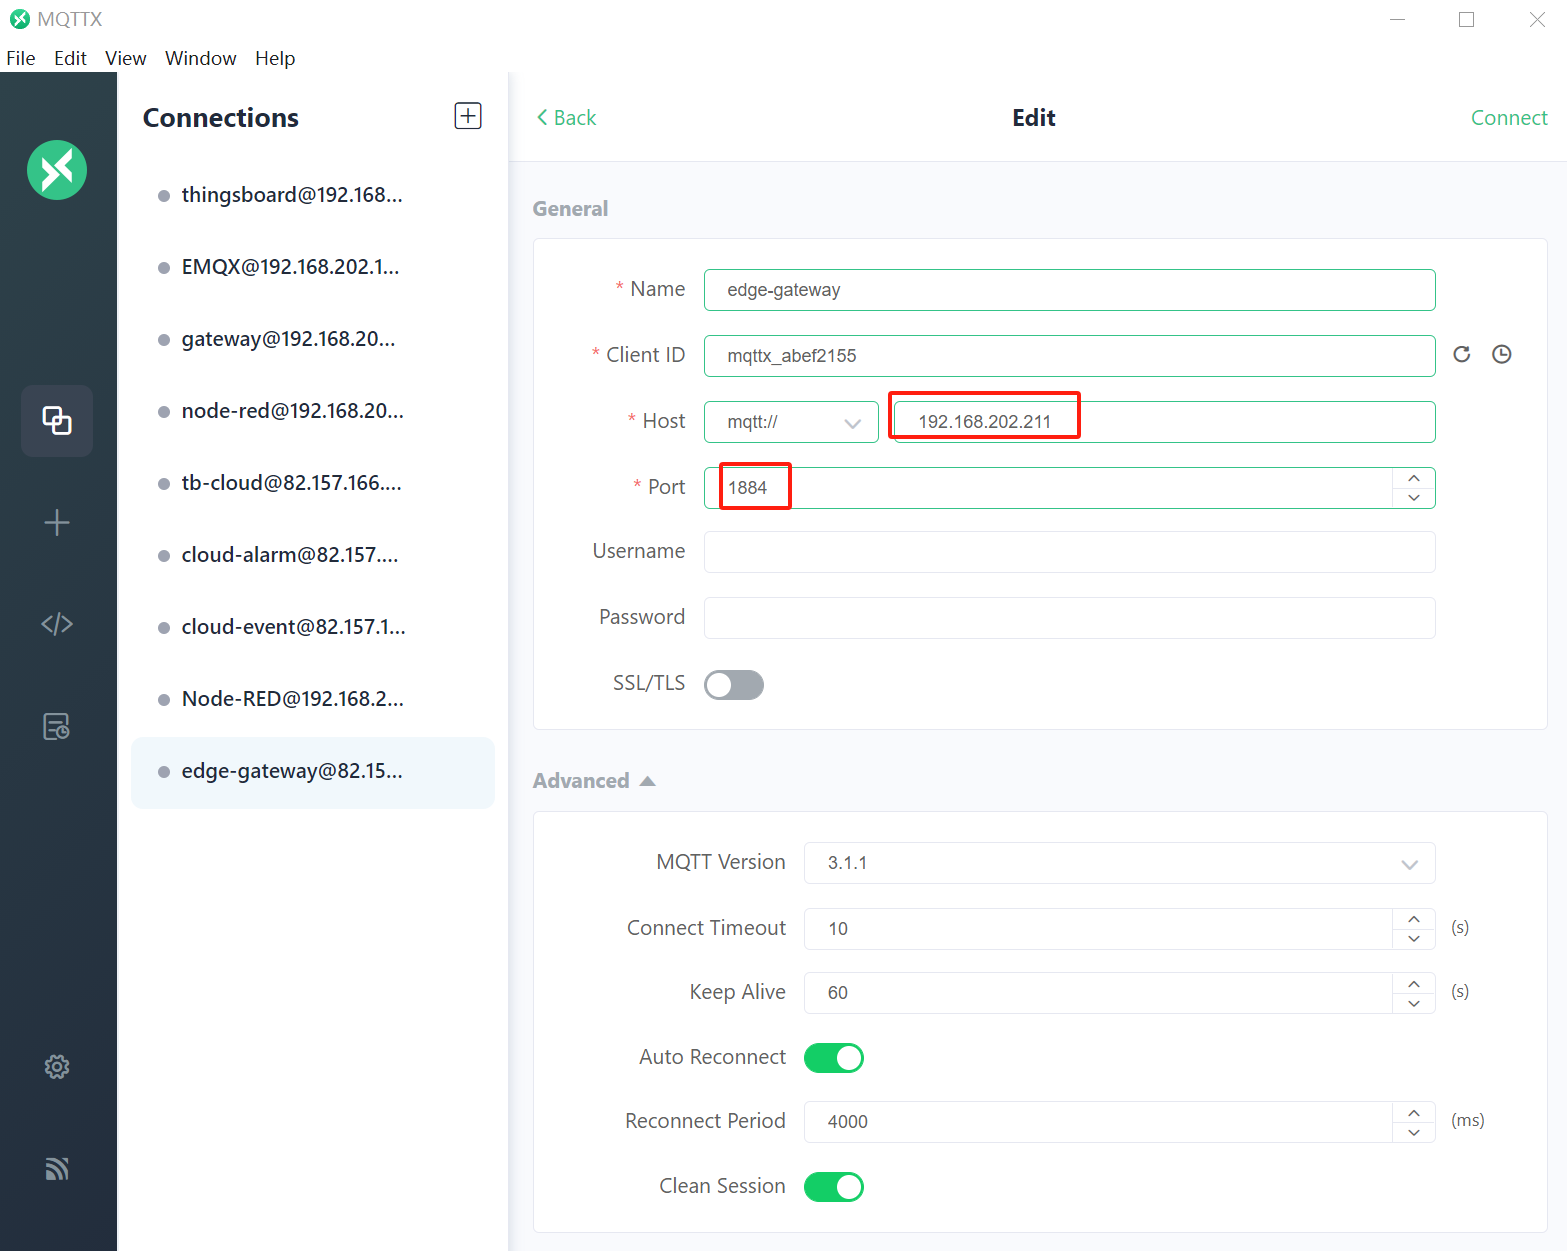 MQTTX
File Edit View Window Help
Connections
thingsboard@192.168...
EMQX@192.168.202.1...
gateway@192.168.20...
node-red@192.168.20...
tb-cloud@82.157.166....
cloud-alarm@82.157....
cloud-event@82.157.1...
Node-RED@192.168.2...
edge-gateway@82.15...
Back Edit Connect
General
* Name edge-gateway
* Client ID mqttx_abef2155
* Host mqtt:// 192.168.202.211
* Port 1884
Username
Password
SSL/TLS
Advanced
MQTT Version 3.1.1
Connect Timeout 10 (s)
Keep Alive 60 (s)
Auto Reconnect
Reconnect Period 4000 (ms)
Clean Session